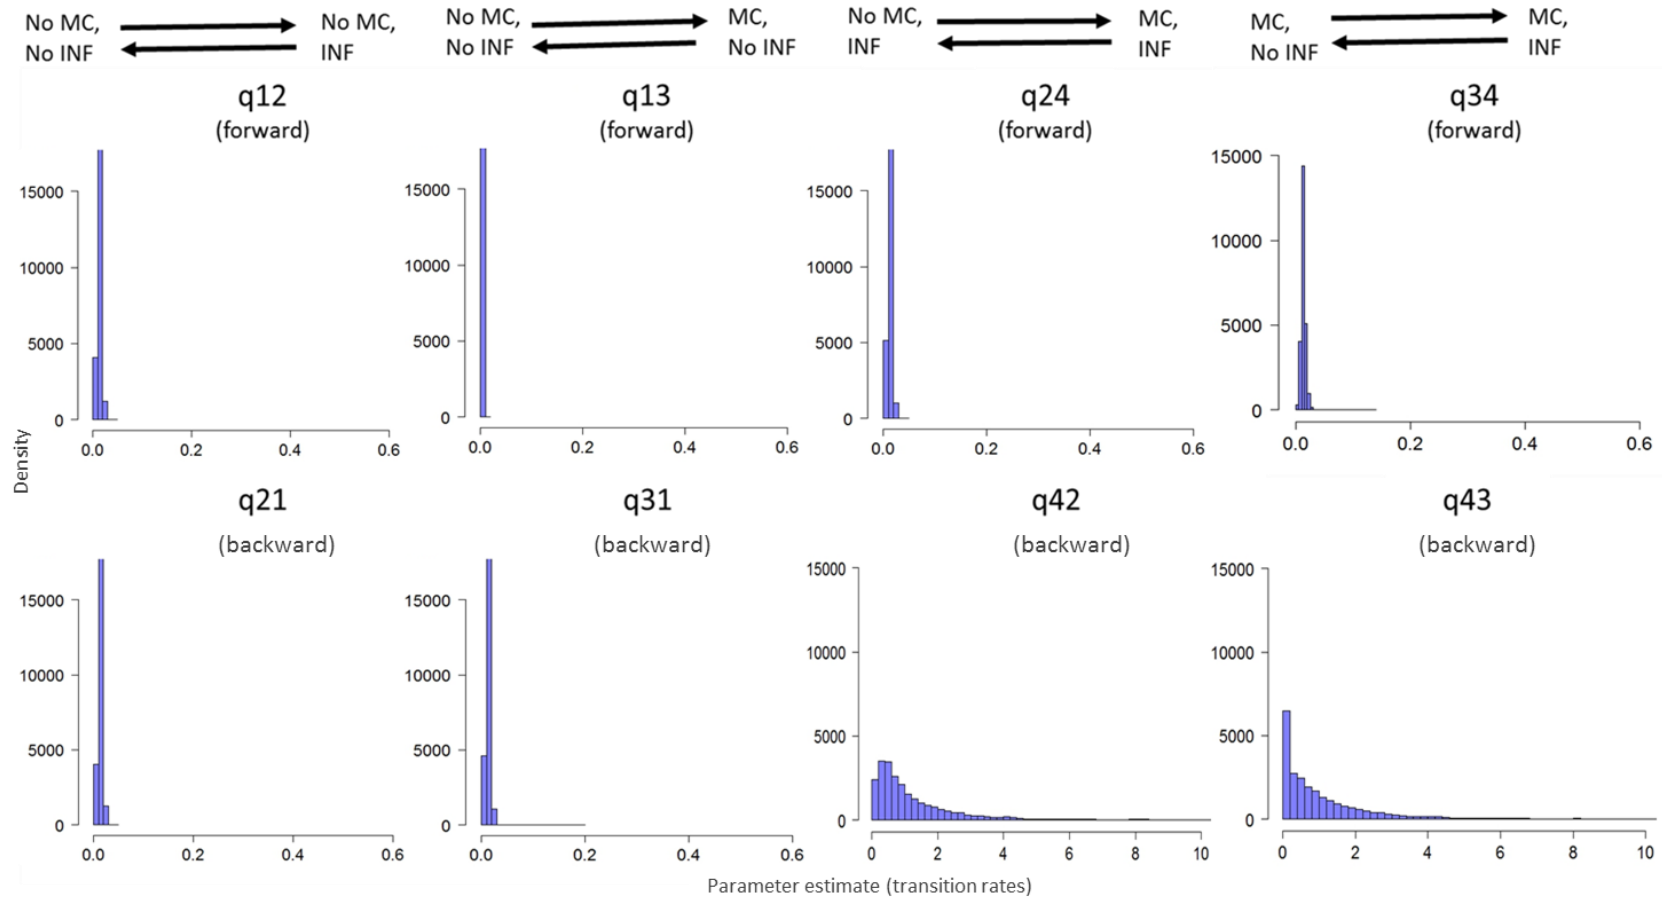 No MC, No MC,
No INF INF
No MC, MC,
No INF No INF
No MC, MC,
INF INF
MC, MC,
No INF INF
q12
(forward)
q13
(forward)
q24
(forward)
q34
(forward)
15000
10000
5000
0
0.0 0.2 0.4 0.6
15000
10000
5000
0
0.0 0.2 0.4 0.6
15000
10000
5000
0
0.0 0.2 0.4 0.6
15000
10000
5000
0
0.0 0.2 0.4 0.6
Density
q21
(backward)
q31
(backward)
q42
(backward)
q43
(backward)
15000
10000
5000
0
0.0 0.2 0.4 0.6
15000
10000
5000
0
0.0 0.2 0.4 0.6
15000
10000
5000
0
0 2 4 6 8 10
15000
10000
5000
0
0 2 4 6 8 10
Parameter estimate (transition rates)